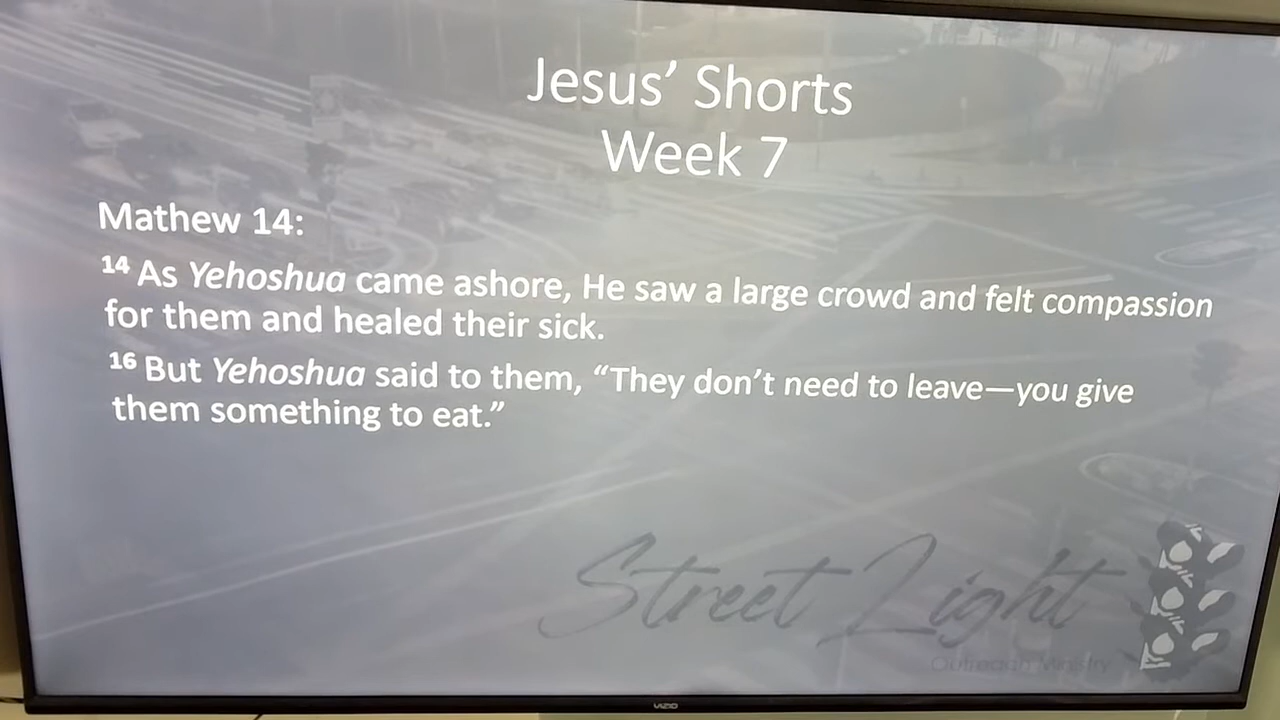 Jesus’ Shorts
Week 7
Mathew 14:
14 As Yehoshua came ashore, He saw a large crowd and felt compassion
for them and healed their sick.
16 But Yehoshua said to them, “They don’t need to leave—you give
them something to eat.”
Street Light
Outreach Ministry
VIZIO